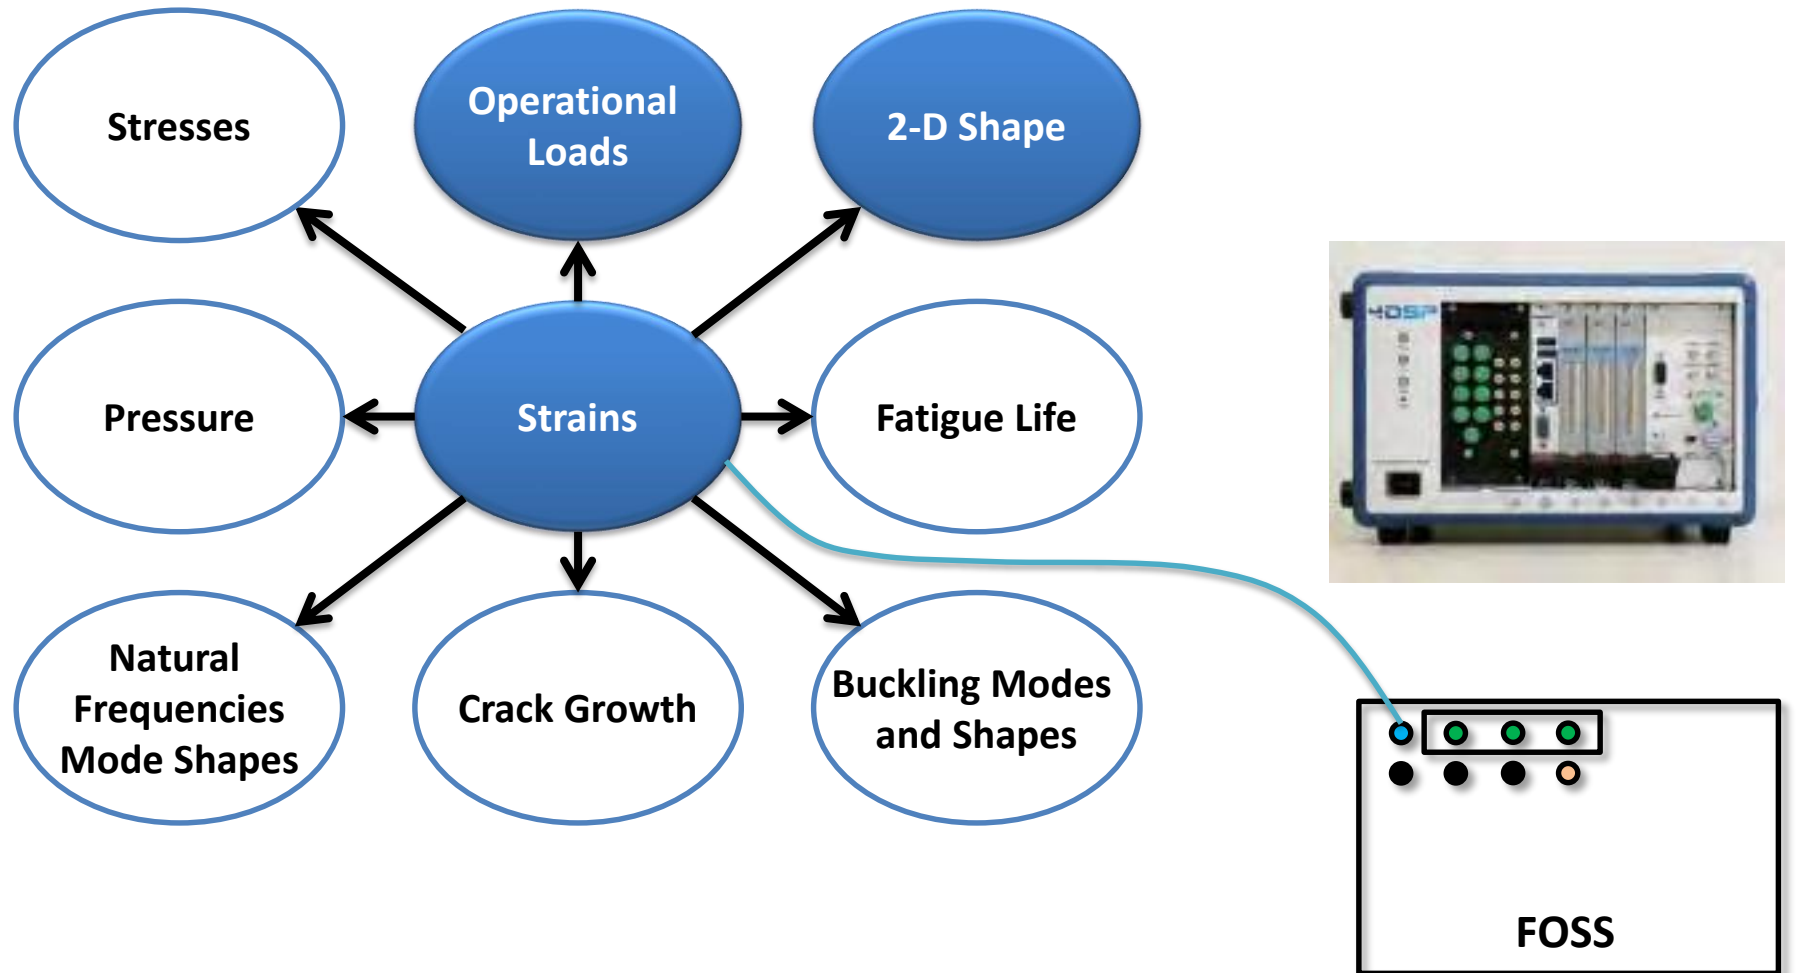 Stresses
Operational
Loads
2-D Shape
4DSP
Pressure
Strains
Fatigue Life
Natural
Frequencies
Mode Shapes
Crack Growth
Buckling Modes
and Shapes
FOSS